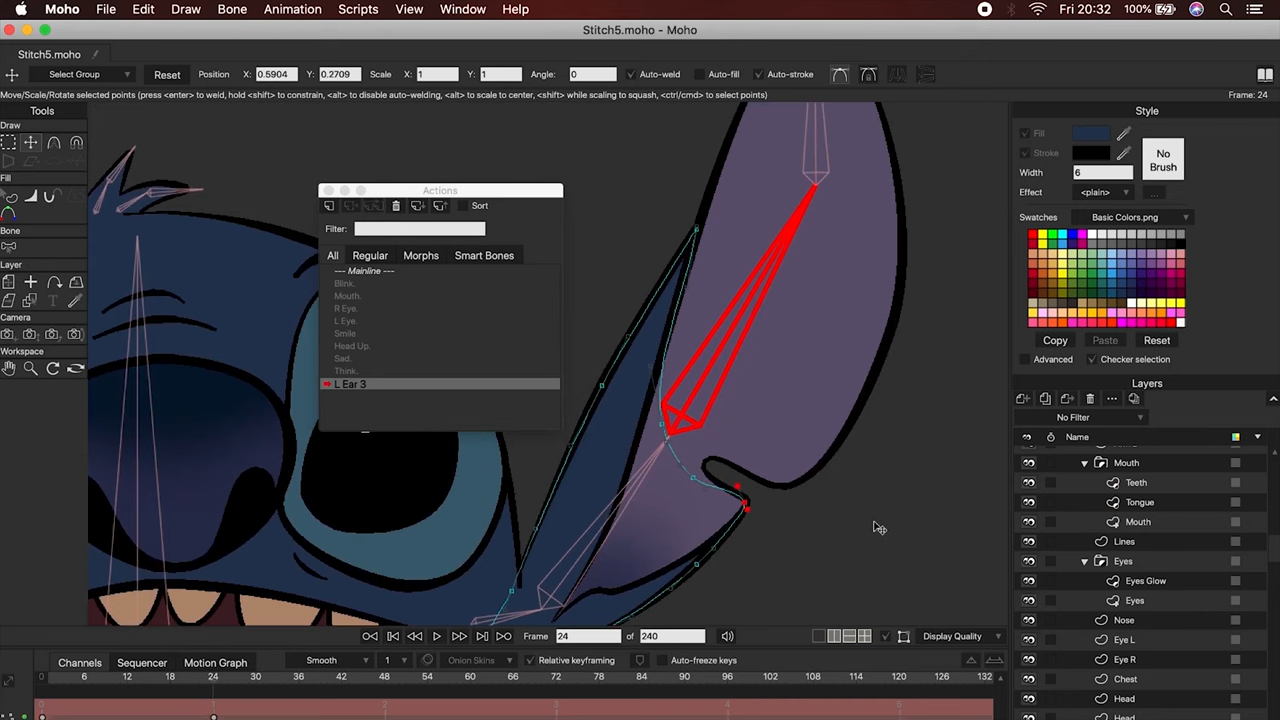 Moho File Edit Draw Bone Animation Scripts View Window Help Fri 20:32 100%
Stitch5.moho - Moho
Stitch5.moho
Select Group Reset Position X: 0.5904 Y: 0.2709 Scale X: 1 Y: 1 Angle: 0 Auto-weld Auto-fill Auto-stroke
Move/Scale/Rotate selected points (press <enter> to weld, hold <shift> to constrain, <alt> to disable auto-welding, <alt> to scale to center, <shift> while scaling to squash, <ctrl/cmd> to select points) Frame: 24
Tools
Draw
Fill
Bone
Layer
Camera
Workspace
Actions
Sort
Filter:
All Regular Morphs Smart Bones
--- Mainline ---
Blink.
Mouth.
R Eye.
L Eye.
Smile
Head Up.
Sad.
Think.
L Ear 3
Style
Fill
Stroke
No
Brush
Width 6
Effect <plain> ...
Swatches Basic Colors.png
Copy Paste Reset
Advanced Checker selection
Layers
No Filter
Name
Mouth
Teeth
Tongue
Mouth
Lines
Eyes
Eyes Glow
Eyes
Nose
Eye L
Eye R
Chest
Head
Head
Frame 24 of 240 Display Quality
Channels Sequencer Motion Graph Smooth 1 Onion Skins Relative keyframing Auto-freeze keys
0 6 12 18 24 30 36 42 48 54 60 66 72 78 84 90 96 102 108 114 120 126 132